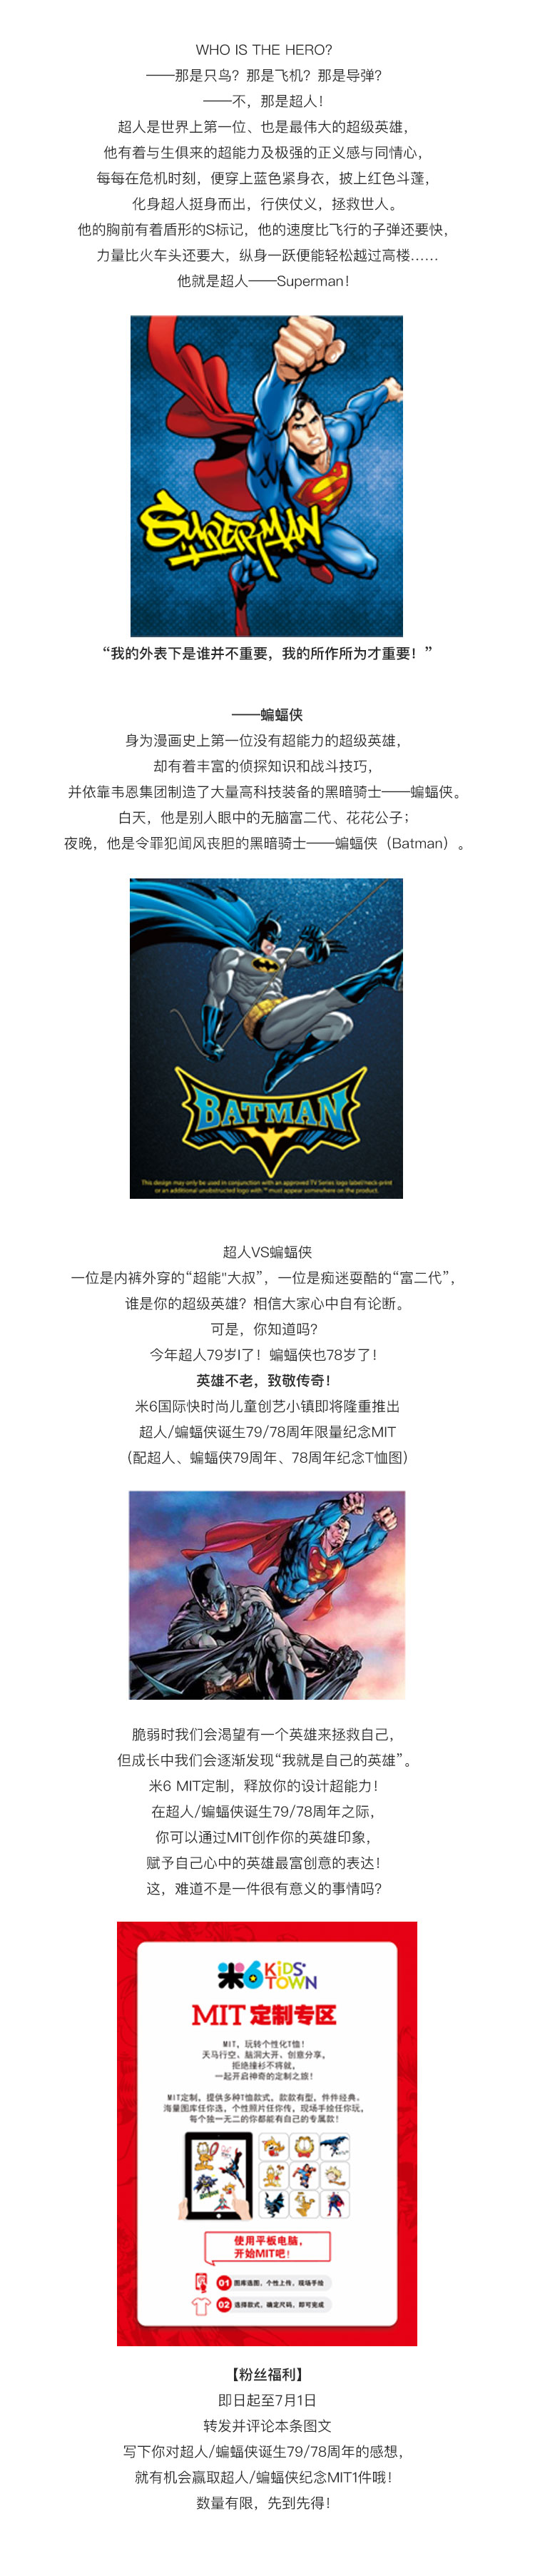 WHO IS THE HERO?
——那是只鸟？那是飞机？那是导弹？
——不，那是超人！
超人是世界上第一位、也是最伟大的超级英雄，
他有着与生俱来的超能力及极强的正义感与同情心，
每每在危机时刻，便穿上蓝色紧身衣，披上红色斗蓬，
化身超人挺身而出，行侠仗义，拯救世人。
他的胸前有着盾形的S标记，他的速度比飞行的子弹还要快，
力量比火车头还要大，纵身一跃便能轻松越过高楼……
他就是超人——Superman！
SUPERMAN
“我的外表下是谁并不重要，我的所作所为才重要！”
——蝙蝠侠
身为漫画史上第一位没有超能力的超级英雄，
却有着丰富的侦探知识和战斗技巧，
并依靠韦恩集团制造了大量高科技装备的黑暗骑士——蝙蝠侠。
白天，他是别人眼中的无脑富二代、花花公子；
夜晚，他是令罪犯闻风丧胆的黑暗骑士——蝙蝠侠（Batman）。
BATMAN
This design may only be used in conjunction with an approved TV Series logo label/neck-print
or an additional unobstructed logo with ™ must appear somewhere on the product.
超人VS蝙蝠侠
一位是内裤外穿的“超能"大叔”，一位是痴迷耍酷的“富二代”，
谁是你的超级英雄？相信大家心中自有论断。
可是，你知道吗？
今年超人79岁l了！蝙蝠侠也78岁了！
英雄不老，致敬传奇！
米6国际快时尚儿童创艺小镇即将隆重推出
超人/蝙蝠侠诞生79/78周年限量纪念MIT
（配超人、蝙蝠侠79周年、78周年纪念T恤图）
脆弱时我们会渴望有一个英雄来拯救自己，
但成长中我们会逐渐发现“我就是自己的英雄”。
米6 MIT定制，释放你的设计超能力！
在超人/蝙蝠侠诞生79/78周年之际，
你可以通过MIT创作你的英雄印象，
赋予自己心中的英雄最富创意的表达！
这，难道不是一件很有意义的事情吗？
米6 KiDS TOWN
MIT 定制专区
MIT，玩转个性化T恤！
天马行空、脑洞大开、创意分享，
拒绝撞衫不将就，
一起开启神奇的定制之旅！
MIT定制，提供多种T恤款式，款款有型，件件经典、
海量图库任你选，个性照片任你传，现场手绘任你玩，
每个独一无二的你都能有自己的专属款！
使用平板电脑，
开始MIT吧！
01 图库选图，个性上传，现场手绘
02 选择款式，确定尺码，即可完成
【粉丝福利】
即日起至7月1日
转发并评论本条图文
写下你对超人/蝙蝠侠诞生79/78周年的感想，
就有机会赢取超人/蝙蝠侠纪念MIT1件哦！
数量有限，先到先得！